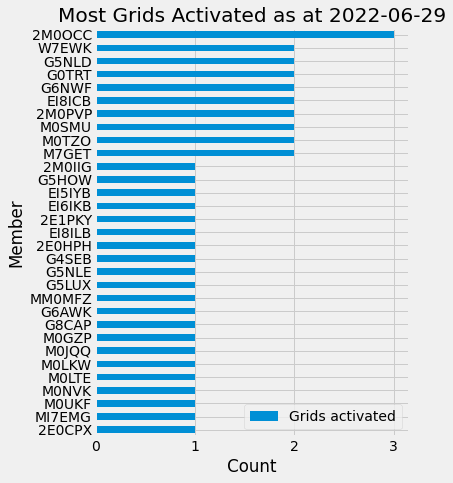 Most Grids Activated as at 2022-06-29
2M0OCC
W7EWK
G5NLD
G0TRT
G6NWF
EI8ICB
2M0PVP
M0SMU
M0TZO
M7GET
2M0IIG
G5HOW
EI5IYB
EI6IKB
2E1PKY
EI8ILB
2E0HPH
G4SEB
G5NLE
G5LUX
MM0MFZ
G6AWK
G8CAP
M0GZP
M0JQQ
M0LKW
M0LTE
M0NVK
M0UKF
MI7EMG
2E0CPX
Member
Grids activated
0 1 2 3
Count